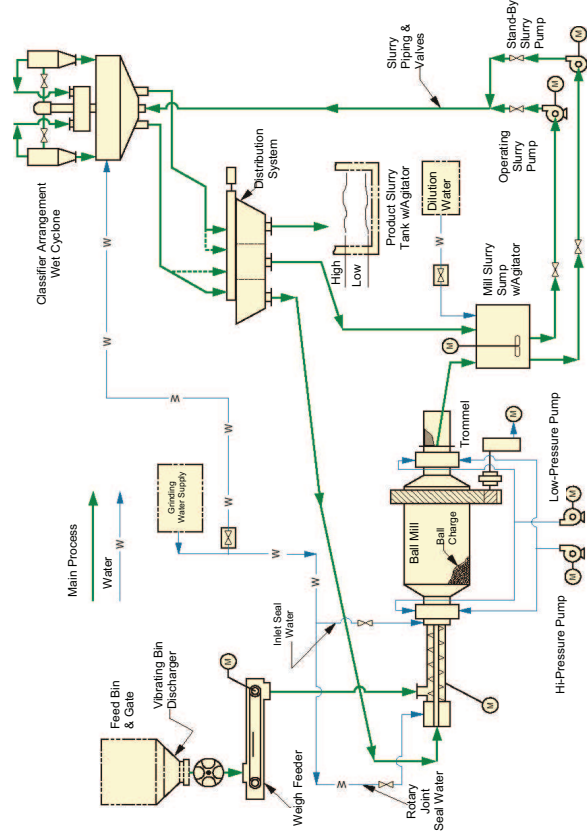 Classifier Arrangement
Wet Cyclone
Distribution
System
Slurry
Piping &
Valves
Stand-By
Slurry
Pump
Operating
Slurry Pump
M
M
High
Low
Product Slurry
Tank w/Agitator
Dilution
Water
W
Mill Slurry
Sump
w/Agitator
M
W
W
W
W
W
Grinding
Water Supply
Main Process
Water
W
W
W
Feed Bin
& Gate
Vibrating Bin
Discharger
M
Weigh Feeder
Inlet Seal
Water
W
Rotary
Joint
Seal Water
M
Ball Mill
Ball
Charge
Trommel
M
Hi-Pressure Pump
M
M
Low-Pressure Pump